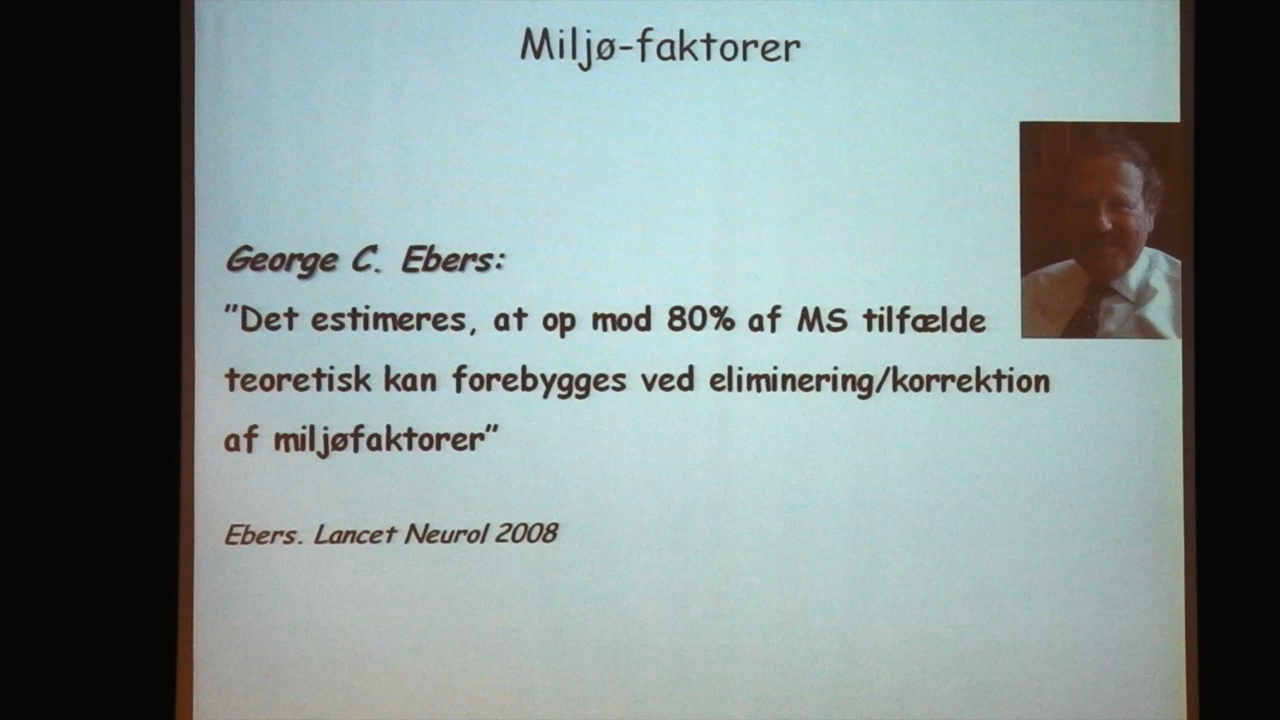 Miljø-faktorer
George C. Ebers:
”Det estimeres, at op mod 80% af MS tilfælde
teoretisk kan forebygges ved eliminering/korrektion
af miljøfaktorer”
Ebers. Lancet Neurol 2008